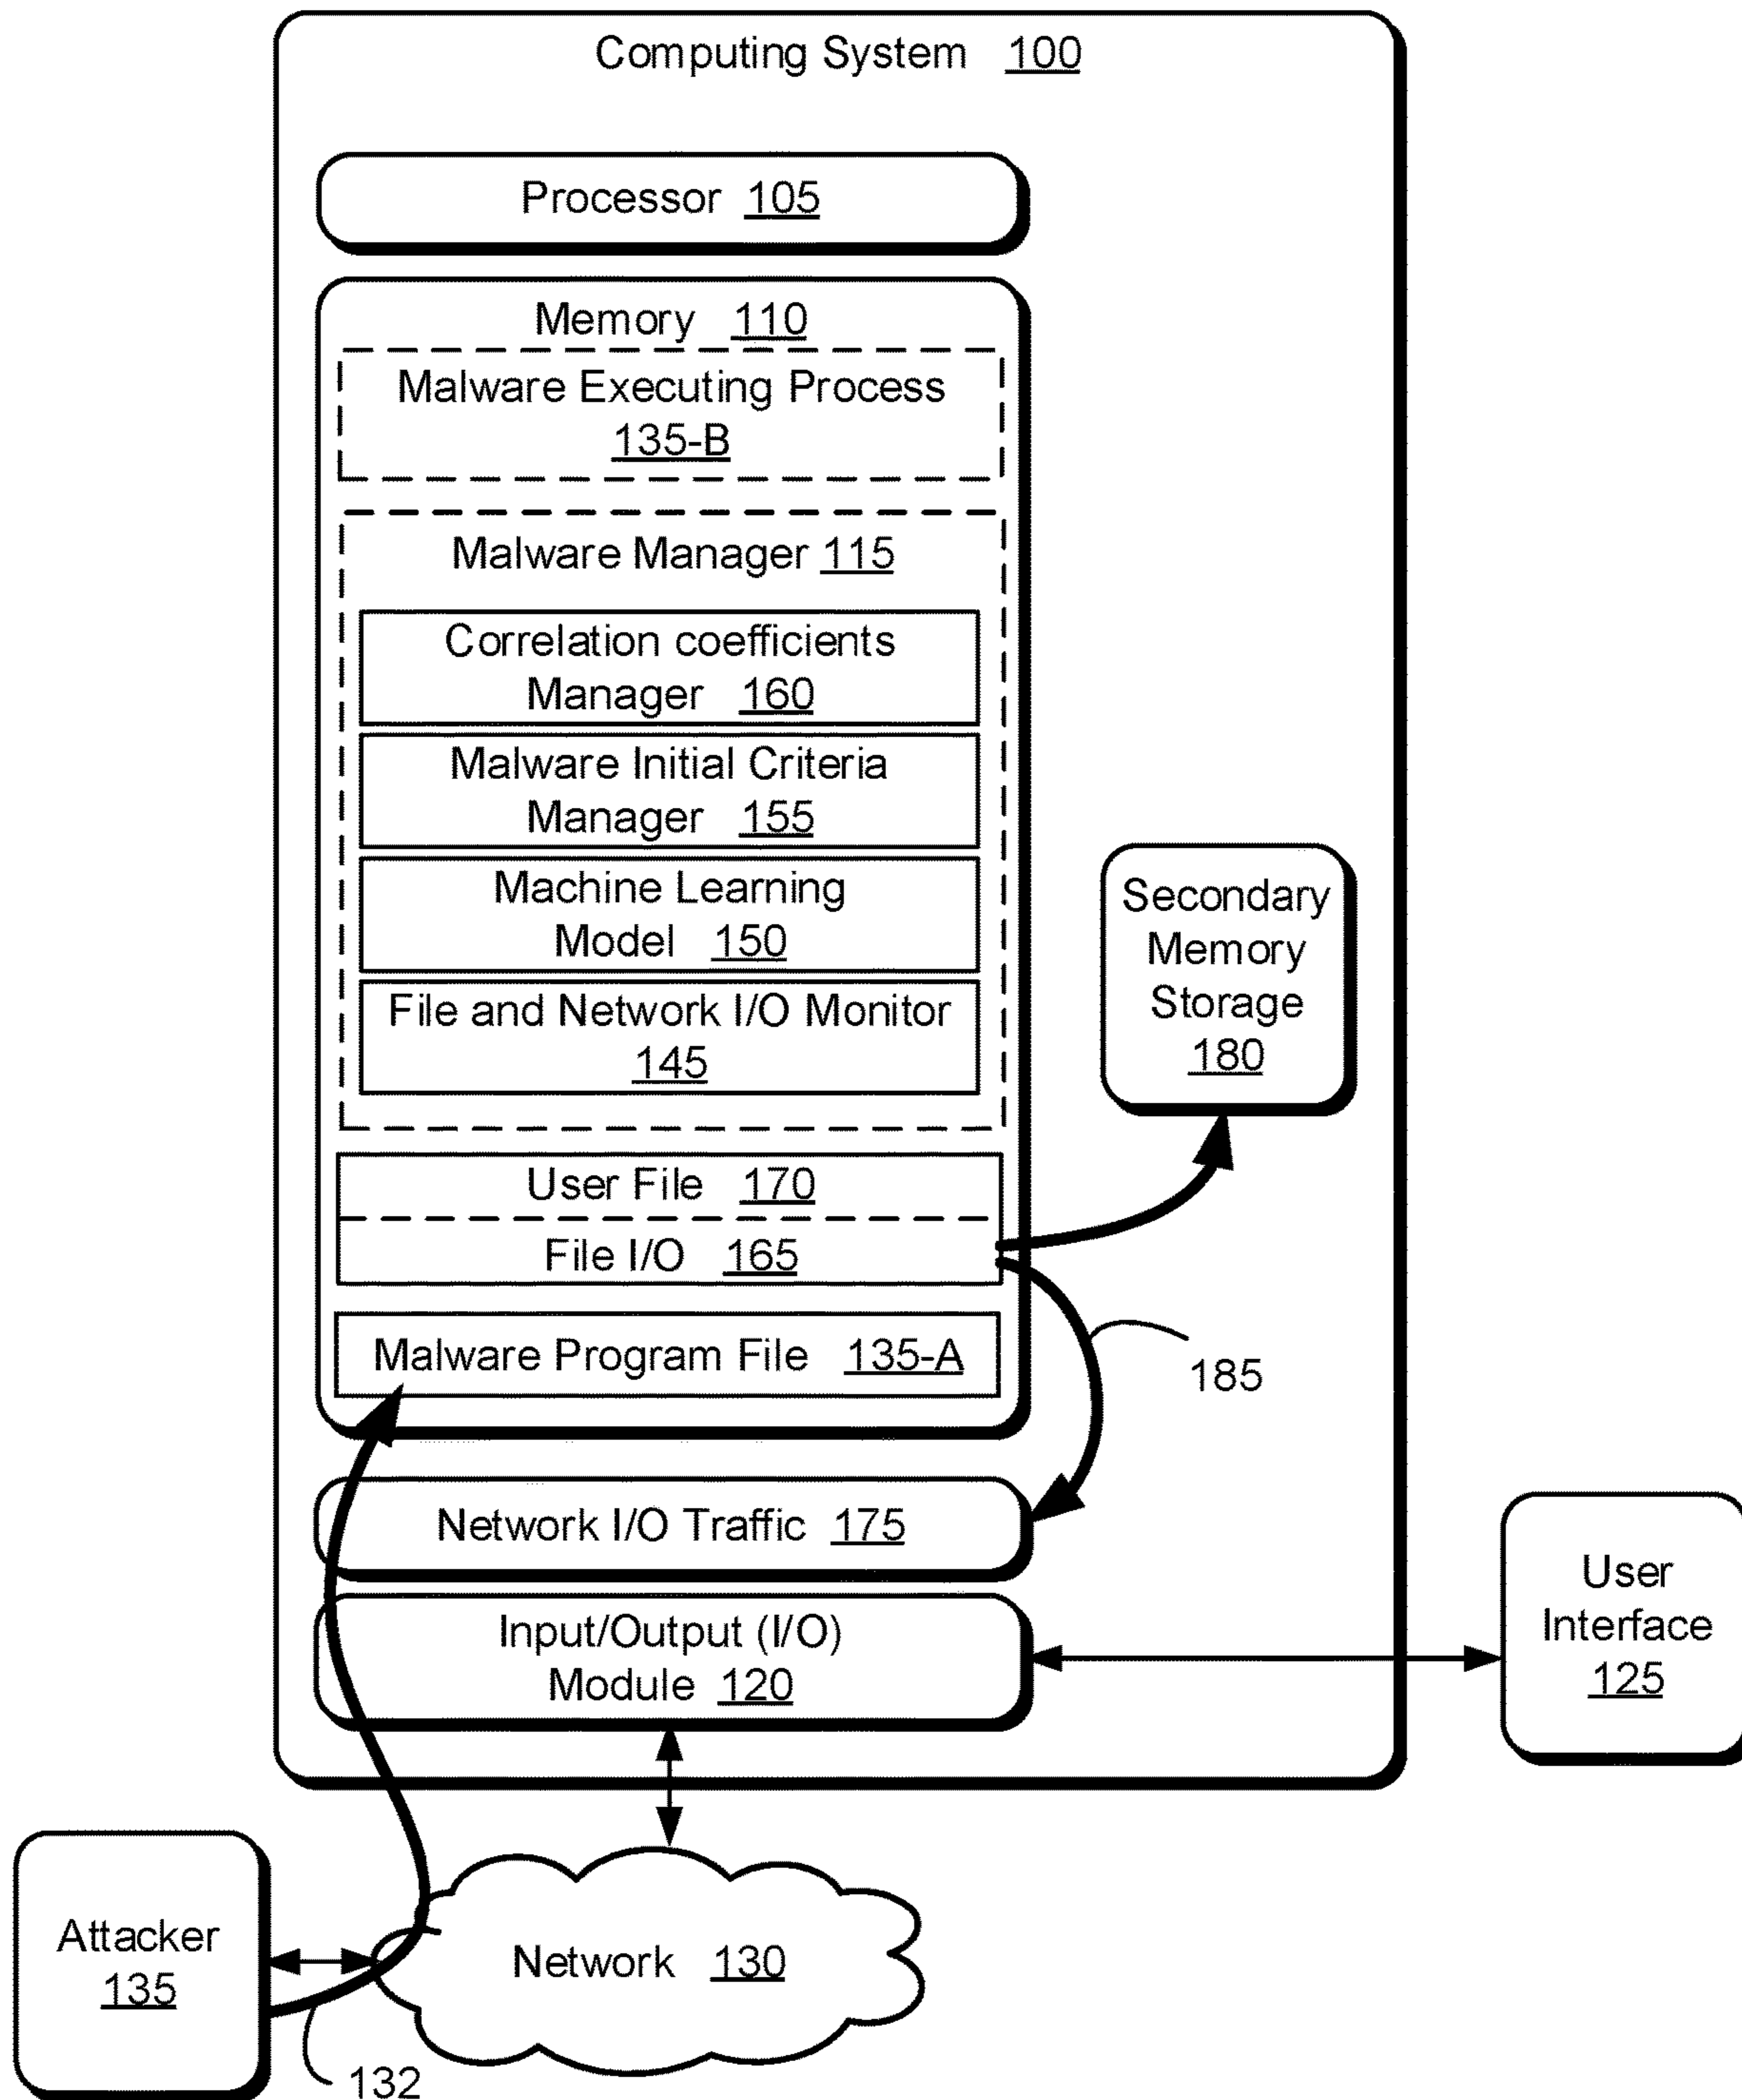 Computing System 100
Processor 105
Memory 110
Malware Executing Process
135-B
Malware Manager 115
Correlation coefficients
Manager 160
Malware Initial Criteria
Manager 155
Machine Learning
Model 150
File and Network I/O Monitor
145
Secondary
Memory
Storage
180
User File 170
File I/O 165
Malware Program File 135-A
185
Network I/O Traffic 175
Input/Output (I/O)
Module 120
User
Interface
125
Attacker
135
Network 130
132